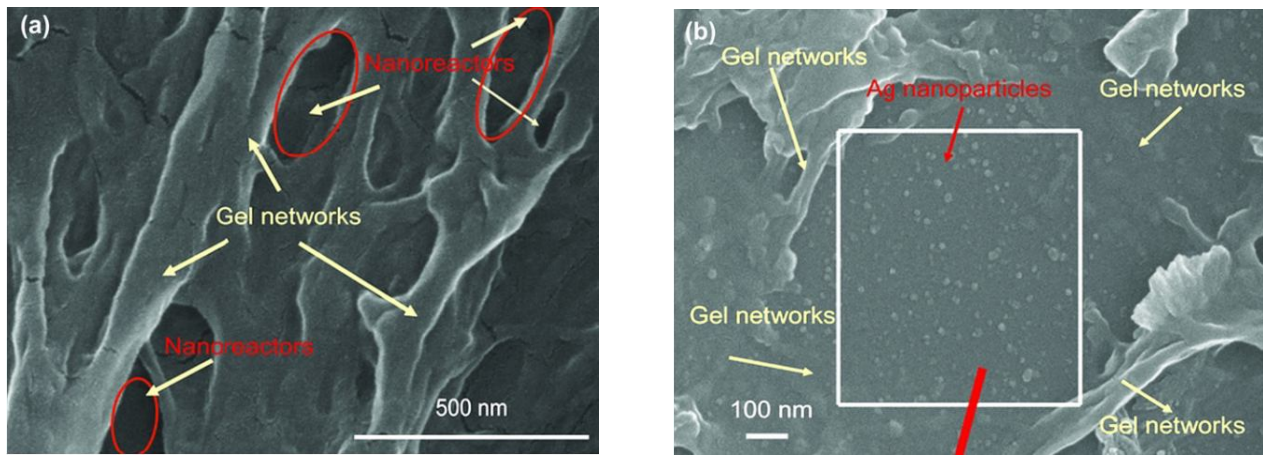 (a)
Nanoreactors
Gel networks
Nanoreactors
500 nm
(b)
Gel networks
Ag nanoparticles
Gel networks
Gel networks
100 nm
Gel networks